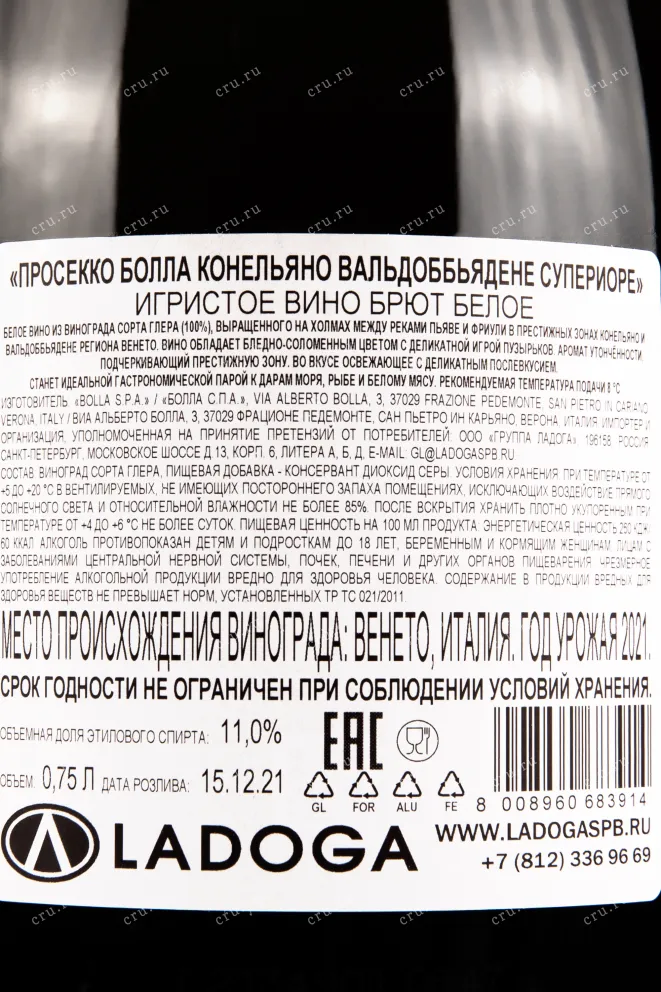 «ПРОСЕККО БОЛЛА КОНЕЛЬЯНО ВАЛЬДОББЬЯДЕНЕ СУПЕРИОРЕ»
ИГРИСТОЕ ВИНО БРЮТ БЕЛОЕ
БЕЛОЕ ВИНО ИЗ ВИНОГРАДА СОРТА ГЛЕРА (100%), ВЫРАЩЕННОГО НА ХОЛМАХ МЕЖДУ РЕКАМИ ПЬЯВЕ И ФРИУЛИ В ПРЕСТИЖНЫХ ЗОНАХ КОНЕЛЬЯНО И
ВАЛЬДОББЬЯДЕНЕ РЕГИОНА ВЕНЕТО. ВИНО ОБЛАДАЕТ БЛЕДНО-СОЛОМЕННЫМ ЦВЕТОМ С ДЕЛИКАТНОЙ ИГРОЙ ПУЗЫРЬКОВ. АРОМАТ УТОНЧЁННОСТИ,
ПОДЧЕРКИВАЮЩИЙ ПРЕСТИЖНУЮ ЗОНУ. ВО ВКУСЕ ОСВЕЖАЮЩЕЕ С ДЕЛИКАТНЫМ ПОСЛЕВКУСИЕМ.
СТАНЕТ ИДЕАЛЬНОЙ ГАСТРОНОМИЧЕСКОЙ ПАРОЙ К ДАРАМ МОРЯ, РЫБЕ И БЕЛОМУ МЯСУ. РЕКОМЕНДУЕМАЯ ТЕМПЕРАТУРА ПОДАЧИ 8 °C
ИЗГОТОВИТЕЛЬ «BOLLA S.P.A.» / «БОЛЛА С.П.А.», VIA ALBERTO BOLLA, 3, 37029 FRAZIONE PEDEMONTE, SAN PIETRO IN CARIANO,
VERONA, ITALY / ВИА АЛЬБЕРТО БОЛЛА, 3, 37029 ФРАЦИОНЕ ПЕДЕМОНТЕ, САН ПЬЕТРО ИН КАРЬЯНО, ВЕРОНА, ИТАЛИЯ ИМПОРТЕР И
ОРГАНИЗАЦИЯ, УПОЛНОМОЧЕННАЯ НА ПРИНЯТИЕ ПРЕТЕНЗИЙ ОТ ПОТРЕБИТЕЛЕЙ: ООО «ГРУППА ЛАДОГА» 196158 РОССИЯ
САНКТ-ПЕТЕРБУРГ, МОСКОВСКОЕ ШОССЕ Д 13, КОРП. 6, ЛИТЕРА А, Б, Д, E-MAIL: GL@LADOGASPB.RU
СОСТАВ: ВИНОГРАД СОРТА ГЛЕРА, ПИЩЕВАЯ ДОБАВКА - КОНСЕРВАНТ ДИОКСИД СЕРЫ. УСЛОВИЯ ХРАНЕНИЯ: ПРИ ТЕМПЕРАТУРЕ ОТ
+5 ДО +20 °C В ВЕНТИЛИРУЕМЫХ, НЕ ИМЕЮЩИХ ПОСТОРОННЕГО ЗАПАХА ПОМЕЩЕНИЯХ, ИСКЛЮЧАЮЩИХ ВОЗДЕЙСТВИЕ ПРЯМОГО
СОЛНЕЧНОГО СВЕТА И ОТНОСИТЕЛЬНОЙ ВЛАЖНОСТИ НЕ БОЛЕЕ 85%. ПОСЛЕ ВСКРЫТИЯ ХРАНИТЬ ПЛОТНО УКУПОРЕННЫМ ПРИ
ТЕМПЕРАТУРЕ ОТ +4 ДО +6 °C НЕ БОЛЕЕ СУТОК. ПИЩЕВАЯ ЦЕННОСТЬ НА 100 МЛ ПРОДУКТА: ЭНЕРГЕТИЧЕСКАЯ ЦЕННОСТЬ 260 КДЖ
60 ККАЛ АЛКОГОЛЬ ПРОТИВОПОКАЗАН ДЕТЯМ И ПОДРОСТКАМ ДО 18 ЛЕТ, БЕРЕМЕННЫМ И КОРМЯЩИМ ЖЕНЩИНАМ, ЛИЦАМ С
ЗАБОЛЕВАНИЯМИ ЦЕНТРАЛЬНОЙ НЕРВНОЙ СИСТЕМЫ, ПОЧЕК, ПЕЧЕНИ И ДРУГИХ ОРГАНОВ ПИЩЕВАРЕНИЯ ЧРЕЗМЕРНОЕ
УПОТРЕБЛЕНИЕ АЛКОГОЛЬНОЙ ПРОДУКЦИИ ВРЕДНО ДЛЯ ЗДОРОВЬЯ ЧЕЛОВЕКА. СОДЕРЖАНИЕ В ПРОДУКЦИИ ВРЕДНЫХ ДЛЯ
ЗДОРОВЬЯ ВЕЩЕСТВ НЕ ПРЕВЫШАЕТ НОРМ, УСТАНОВЛЕННЫХ ТР ТС 021/2011
МЕСТО ПРОИСХОЖДЕНИЯ ВИНОГРАДА: ВЕНЕТО, ИТАЛИЯ. ГОД УРОЖАЯ 2021.
СРОК ГОДНОСТИ НЕ ОГРАНИЧЕН ПРИ СОБЛЮДЕНИИ УСЛОВИЙ ХРАНЕНИЯ.
ОБЪЕМНАЯ ДОЛЯ ЭТИЛОВОГО СПИРТА: 11,0%
ОБЪЕМ: 0,75 Л ДАТА РОЗЛИВА: 15.12.21
EAC
GL FOR ALU FE
8 008960 683914
LADOGA
WWW.LADOGASPB.RU
+7 (812) 336 96 69
cru.ru